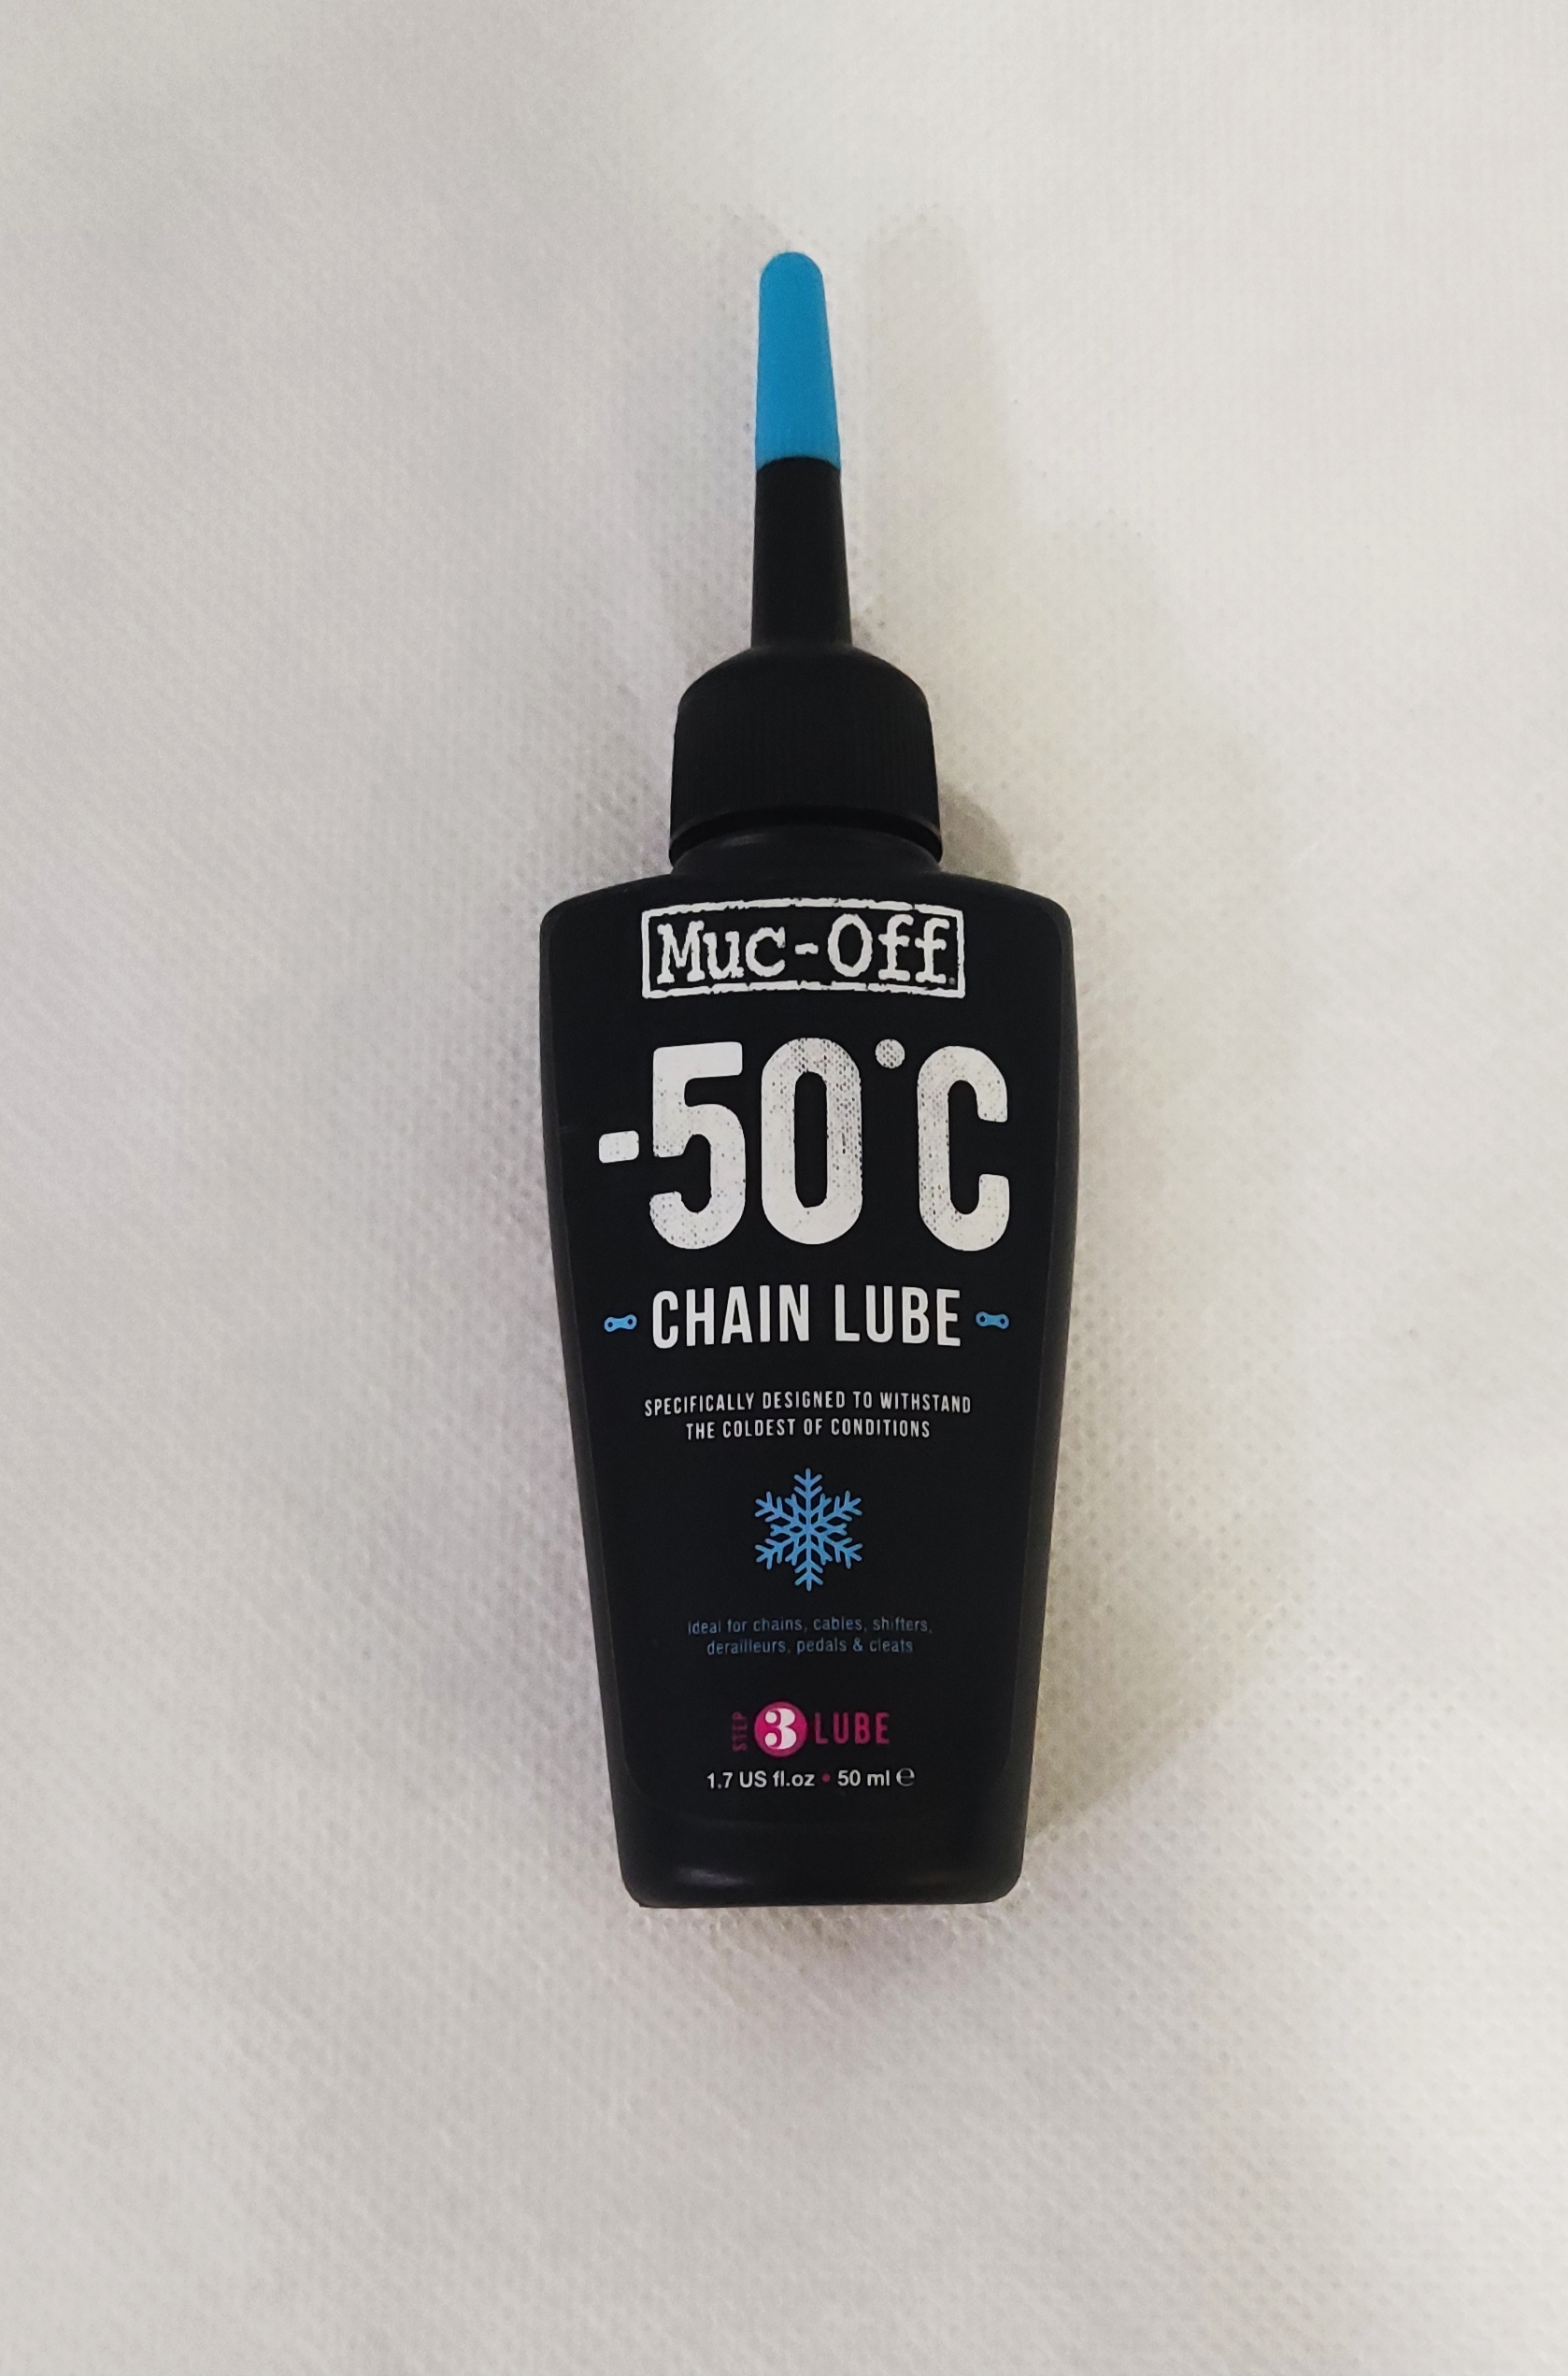 Muc-Off
-50°C
CHAIN LUBE
SPECIFICALLY DESIGNED TO WITHSTAND
THE COLDEST OF CONDITIONS
ideal for chains, cables, shifters,
derailleurs, pedals & cleats
STEP 3 LUBE
1.7 US fl.oz • 50 ml ℮